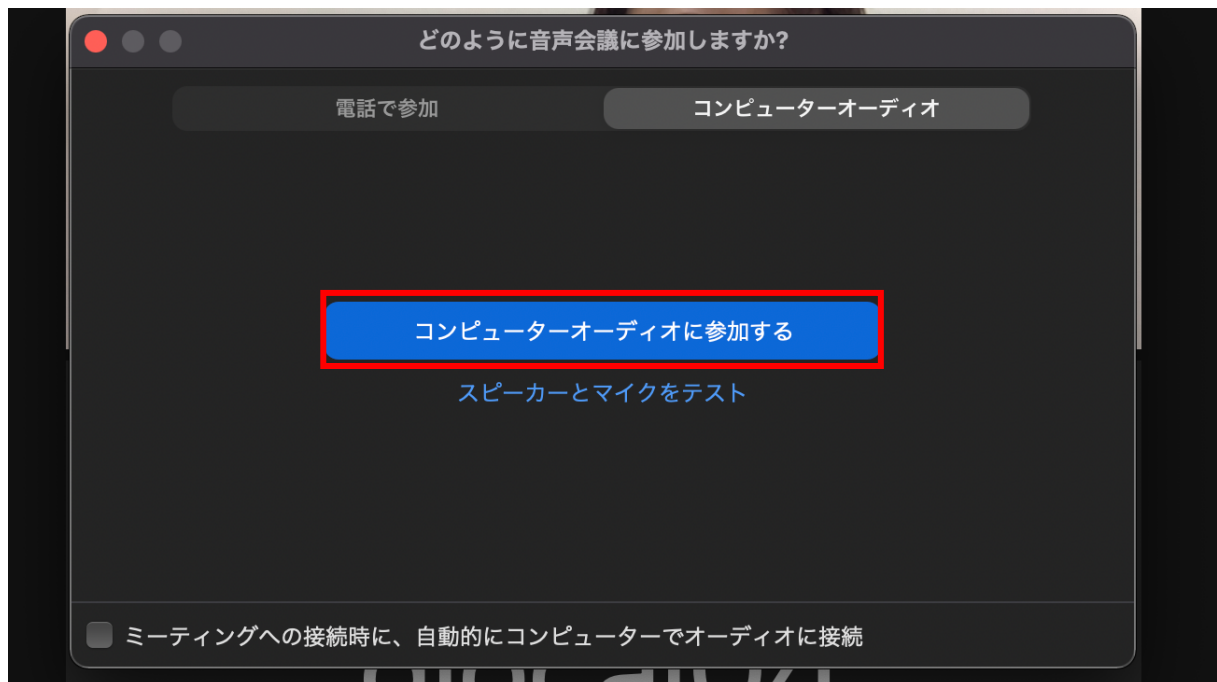 どのように音声会議に参加しますか?
電話で参加
コンピューターオーディオ
コンピューターオーディオに参加する
スピーカーとマイクをテスト
ミーティングへの接続時に、自動的にコンピューターでオーディオに接続